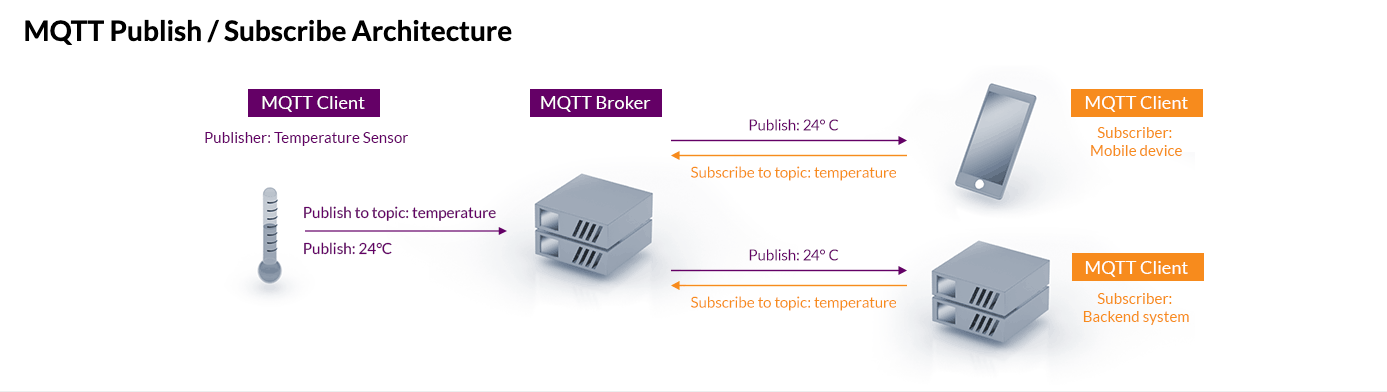 MQTT Publish / Subscribe Architecture
MQTT Client
Publisher: Temperature Sensor
Publish to topic: temperature
Publish: 24°C
MQTT Broker
Publish: 24° C
Subscribe to topic: temperature
MQTT Client
Subscriber:
Mobile device
Publish: 24° C
Subscribe to topic: temperature
MQTT Client
Subscriber:
Backend system